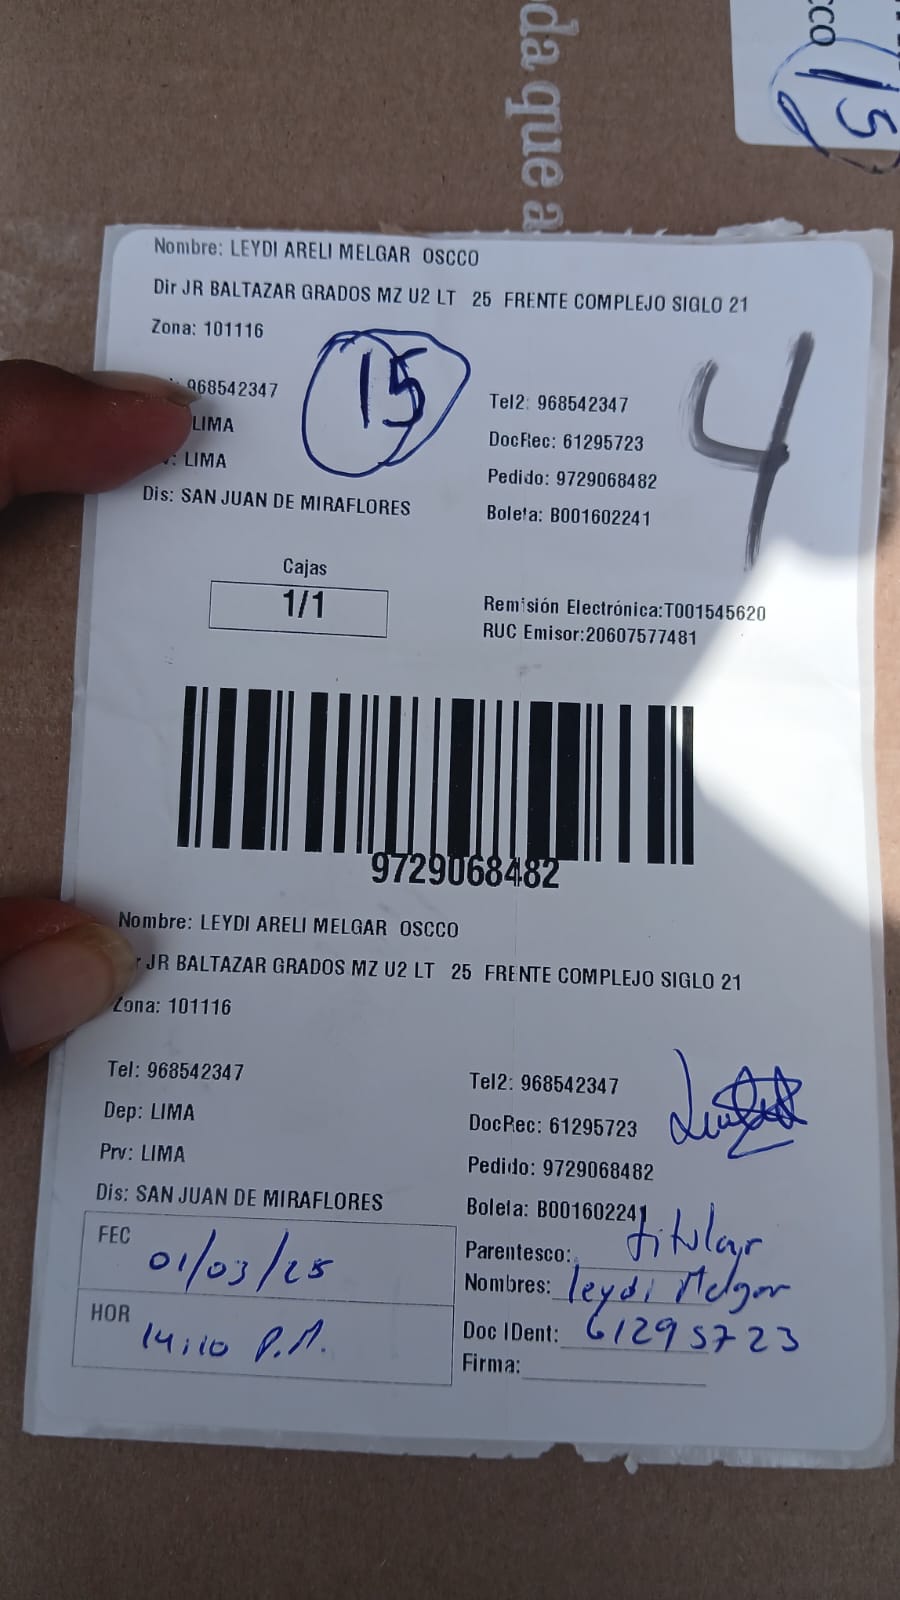 da que a
cco
15
Nombre: LEYDI ARELI MELGAR OSCCO
Dir JR BALTAZAR GRADOS MZ U2 LT 25 FRENTE COMPLEJO SIGLO 21
Zona: 101116
15
4
: 968542347
LIMA
: LIMA
Dis: SAN JUAN DE MIRAFLORES
Tel2: 968542347
DocRec: 61295723
Pedido: 9729068482
Boleta: B001602241
Cajas
1/1
Remisión Electrónica:T001545620
RUC Emisor:20607577481
9729068482
Nombre: LEYDI ARELI MELGAR OSCCO
r JR BALTAZAR GRADOS MZ U2 LT 25 FRENTE COMPLEJO SIGLO 21
Zona: 101116
Tel: 968542347
Dep: LIMA
Prv: LIMA
Dis: SAN JUAN DE MIRAFLORES
Tel2: 968542347
DocRec: 61295723
Pedido: 9729068482
Boleta: B001602241
FEC 01/03/25
HOR 14:10 P.M.
Parentesco: titular
Nombres: leydi Melgar
Doc IDent: 61295723
Firma: